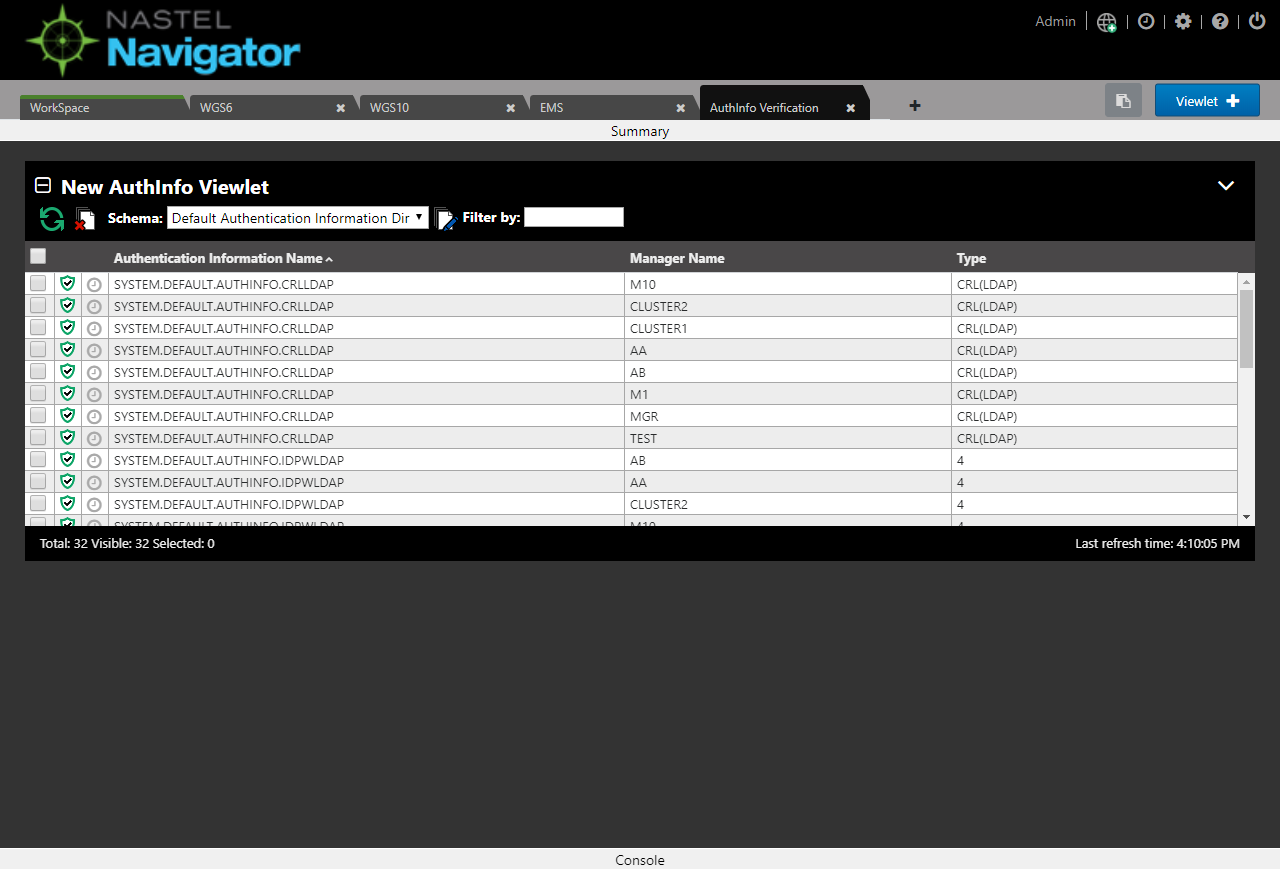 NASTEL
Navigator
Admin
WorkSpace WGS6 WGS10 EMS AuthInfo Verification Viewlet
Summary
New AuthInfo Viewlet
Schema: Default Authentication Information Dir Filter by:
Authentication Information Name Manager Name Type
SYSTEM.DEFAULT.AUTHINFO.CRLLDAP M10 CRL(LDAP)
SYSTEM.DEFAULT.AUTHINFO.CRLLDAP CLUSTER2 CRL(LDAP)
SYSTEM.DEFAULT.AUTHINFO.CRLLDAP CLUSTER1 CRL(LDAP)
SYSTEM.DEFAULT.AUTHINFO.CRLLDAP AA CRL(LDAP)
SYSTEM.DEFAULT.AUTHINFO.CRLLDAP AB CRL(LDAP)
SYSTEM.DEFAULT.AUTHINFO.CRLLDAP M1 CRL(LDAP)
SYSTEM.DEFAULT.AUTHINFO.CRLLDAP MGR CRL(LDAP)
SYSTEM.DEFAULT.AUTHINFO.CRLLDAP TEST CRL(LDAP)
SYSTEM.DEFAULT.AUTHINFO.IDPWLDAP AB 4
SYSTEM.DEFAULT.AUTHINFO.IDPWLDAP AA 4
SYSTEM.DEFAULT.AUTHINFO.IDPWLDAP CLUSTER2 4
SYSTEM.DEFAULT.AUTHINFO.IDPWLDAP M10 4
Total: 32 Visible: 32 Selected: 0 Last refresh time: 4:10:05 PM
Console